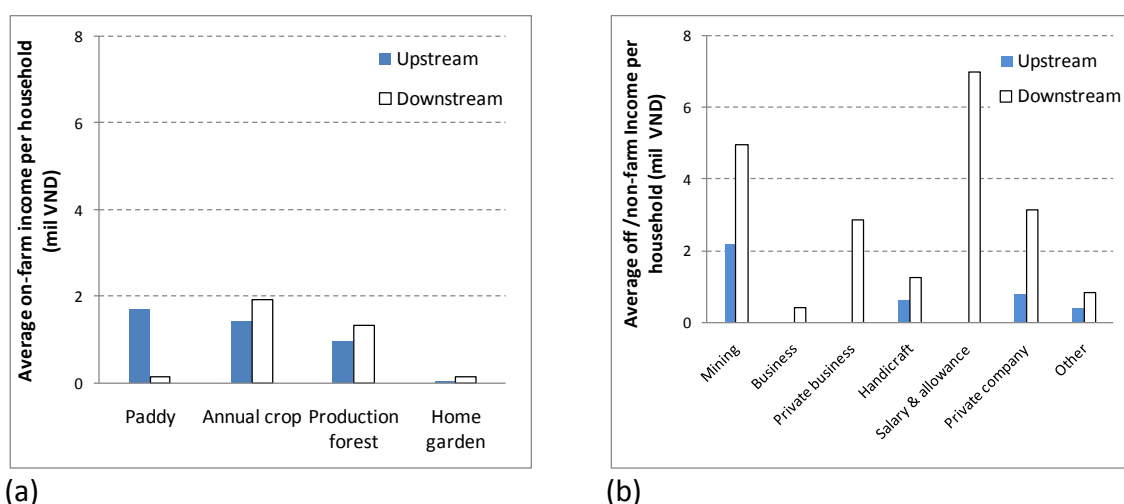 Average on-farm income per household
(mil VND)
8
6
4
2
0
Upstream
Downstream
Paddy
Annual crop
Production
forest
Home
garden
(a)
Average off /non-farm Income per
household (mil VND)
8
6
4
2
0
Upstream
Downstream
Mining
Business
Private business
Handicraft
Salary & allowance
Private company
Other
(b)